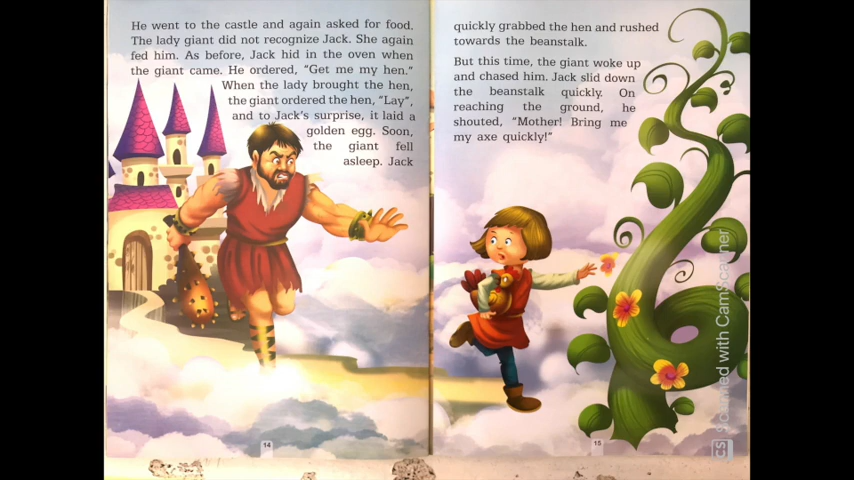 He went to the castle and again asked for food.
The lady giant did not recognize Jack. She again
fed him. As before, Jack hid in the oven when
the giant came. He ordered, “Get me my hen.”
When the lady brought the hen,
the giant ordered the hen, “Lay”,
and to Jack’s surprise, it laid a
golden egg. Soon,
the giant fell
asleep. Jack
14
quickly grabbed the hen and rushed
towards the beanstalk.
But this time, the giant woke up
and chased him. Jack slid down
the beanstalk quickly. On
reaching the ground, he
shouted, “Mother! Bring me
my axe quickly!”
15
CS Scanned with CamScanner